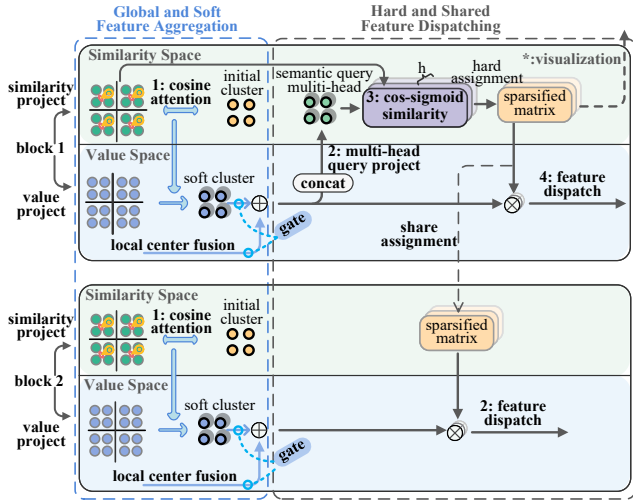 Global and Soft
Feature Aggregation
Hard and Shared
Feature Dispatching
Similarity Space
similarity
project
1: cosine
attention
initial
cluster
semantic query
multi-head
h
hard
assignment
*:visualization
3: cos-sigmoid
similarity
sparsified
matrix
block 1
Value Space
2: multi-head
query project
soft cluster
concat
4: feature
dispatch
value
project
gate
local center fusion
share
assignment
Similarity Space
similarity
project
1: cosine
attention
initial
cluster
sparsified
matrix
block 2
Value Space
soft cluster
2: feature
dispatch
value
project
gate
local center fusion